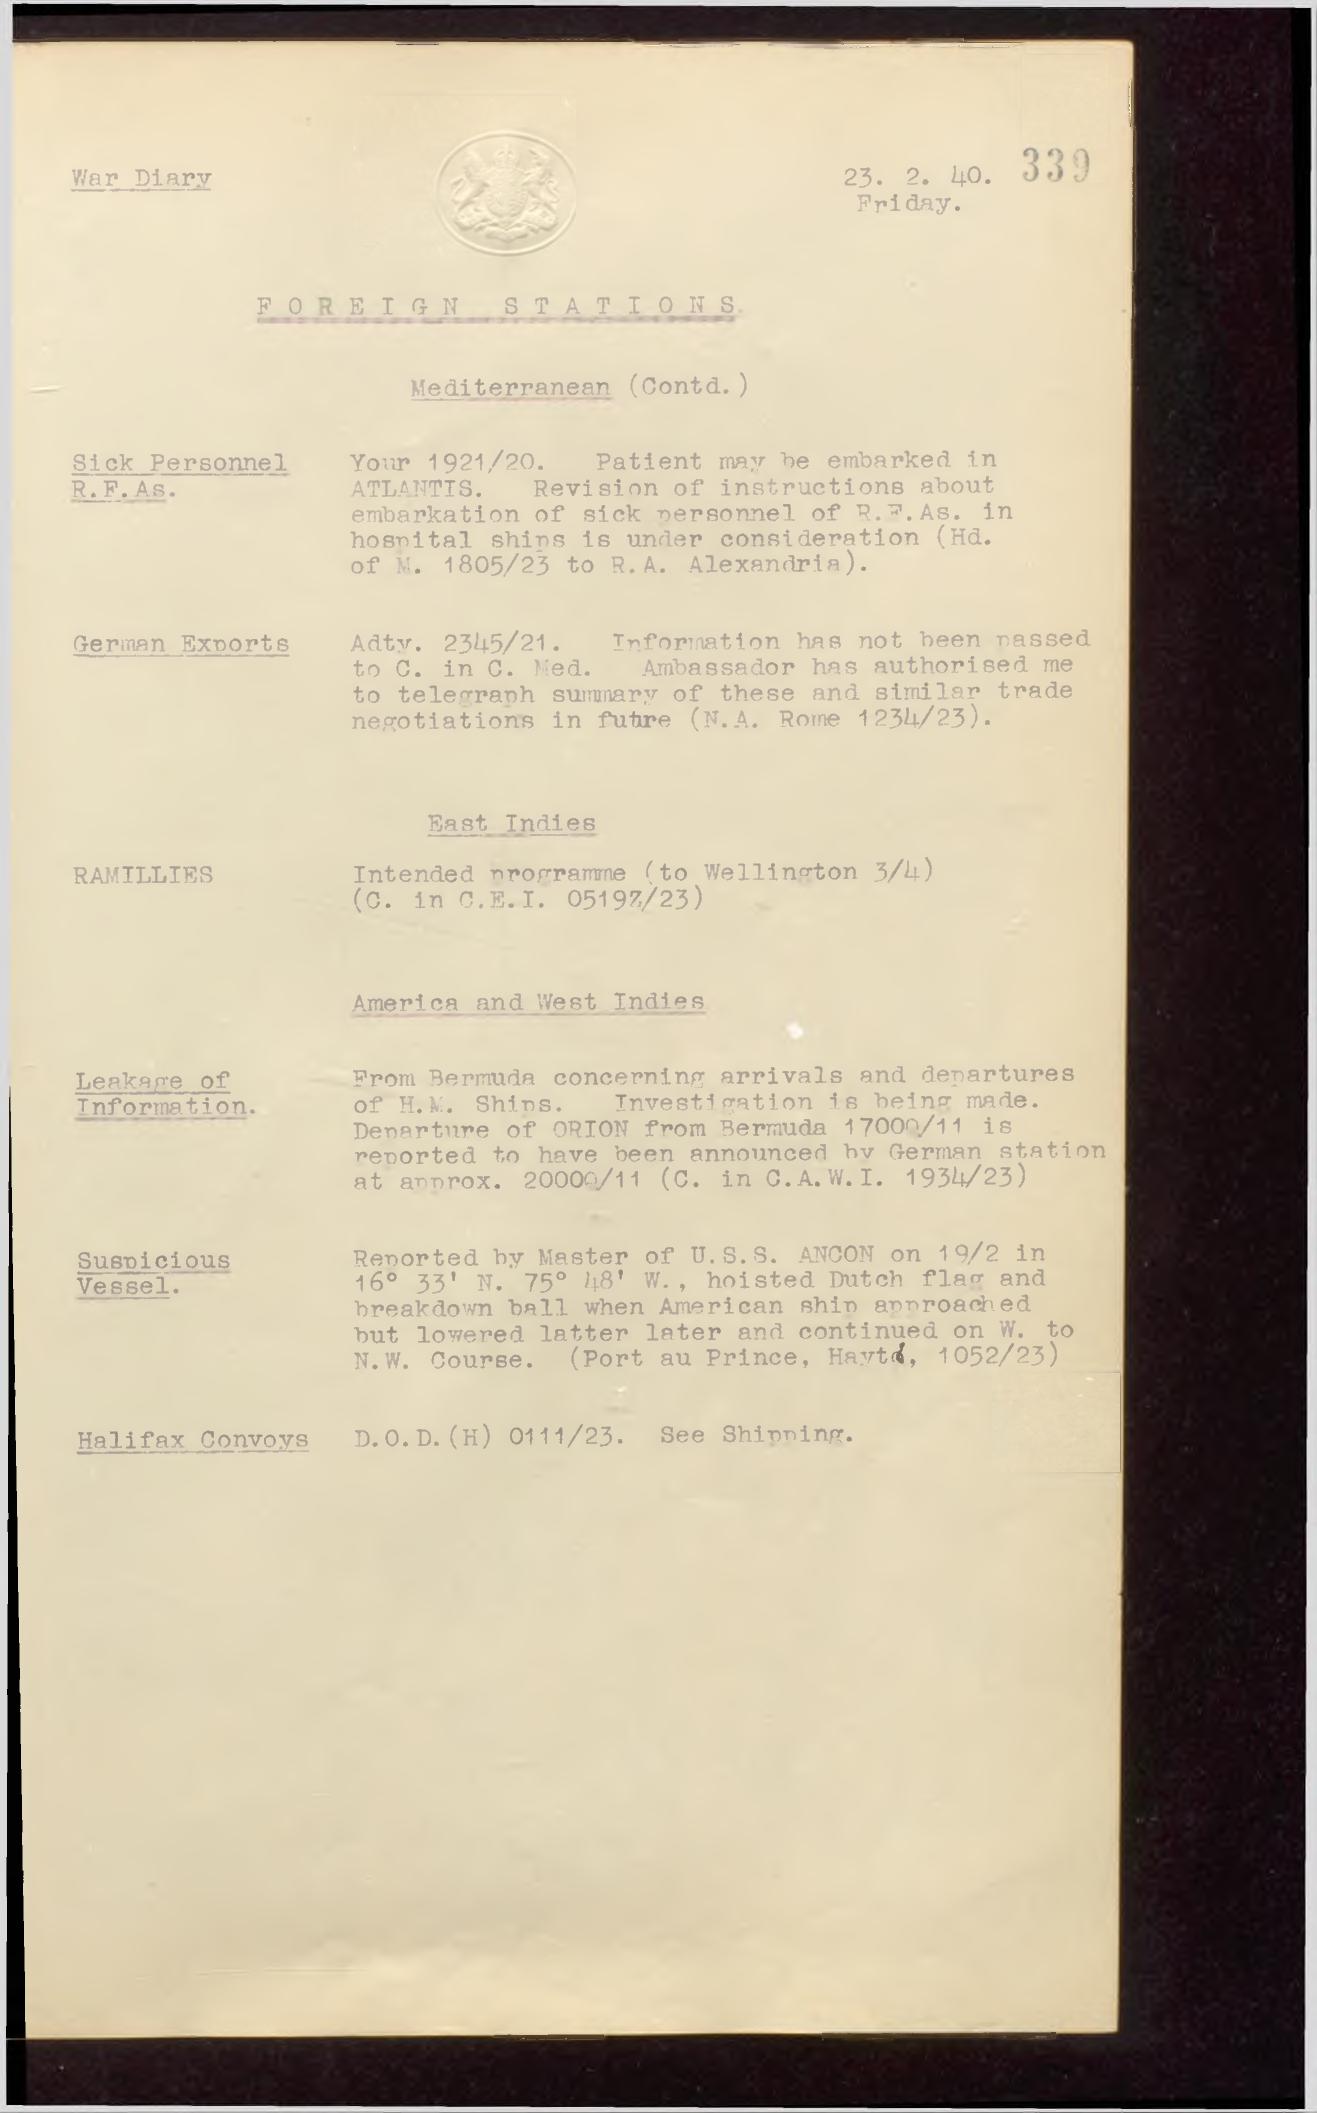 War Diary
23. 2. 40. 339
Friday.
FOREIGN STATIONS.
Mediterranean (Contd.)
Sick Personnel
R.F.As.
Your 1921/20. Patient may be embarked in
ATLANTIS. Revision of instructions about
embarkation of sick personnel of R.F.As. in
hospital ships is under consideration (Hd.
of M. 1805/23 to R.A. Alexandria).
German Exports
Adty. 2345/21. Information has not been passed
to C. in C. Med. Ambassador has authorised me
to telegraph summary of these and similar trade
negotiations in future (N.A. Rome 1234/23).
East Indies
RAMILLIES
Intended programme (to Wellington 3/4)
(C. in C.E.I. 0519Z/23)
America and West Indies
Leakage of
Information.
From Bermuda concerning arrivals and departures
of H.M. Ships. Investigation is being made.
Departure of ORION from Bermuda 1700Q/11 is
reported to have been announced by German station
at approx. 2000Q/11 (C. in C.A.W.I. 1934/23)
Suspicious
Vessel.
Reported by Master of U.S.S. ANCON on 19/2 in
16° 33' N. 75° 48' W., hoisted Dutch flag and
breakdown ball when American ship approached
but lowered latter later and continued on W. to
N.W. Course. (Port au Prince, Hayti, 1052/23)
Halifax Convoys
D.O.D.(H) 0111/23. See Shipping.